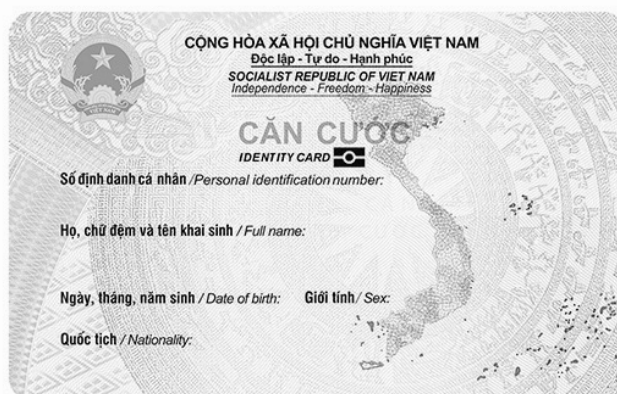 CỘNG HÒA XÃ HỘI CHỦ NGHĨA VIỆT NAM
Độc lập - Tự do - Hạnh phúc
SOCIALIST REPUBLIC OF VIET NAM
Independence - Freedom - Happiness
CĂN CƯỚC
IDENTITY CARD
Số định danh cá nhân /Personal identification number:
Họ, chữ đệm và tên khai sinh / Full name:
Ngày, tháng, năm sinh / Date of birth: Giới tính/ Sex:
Quốc tịch / Nationality: